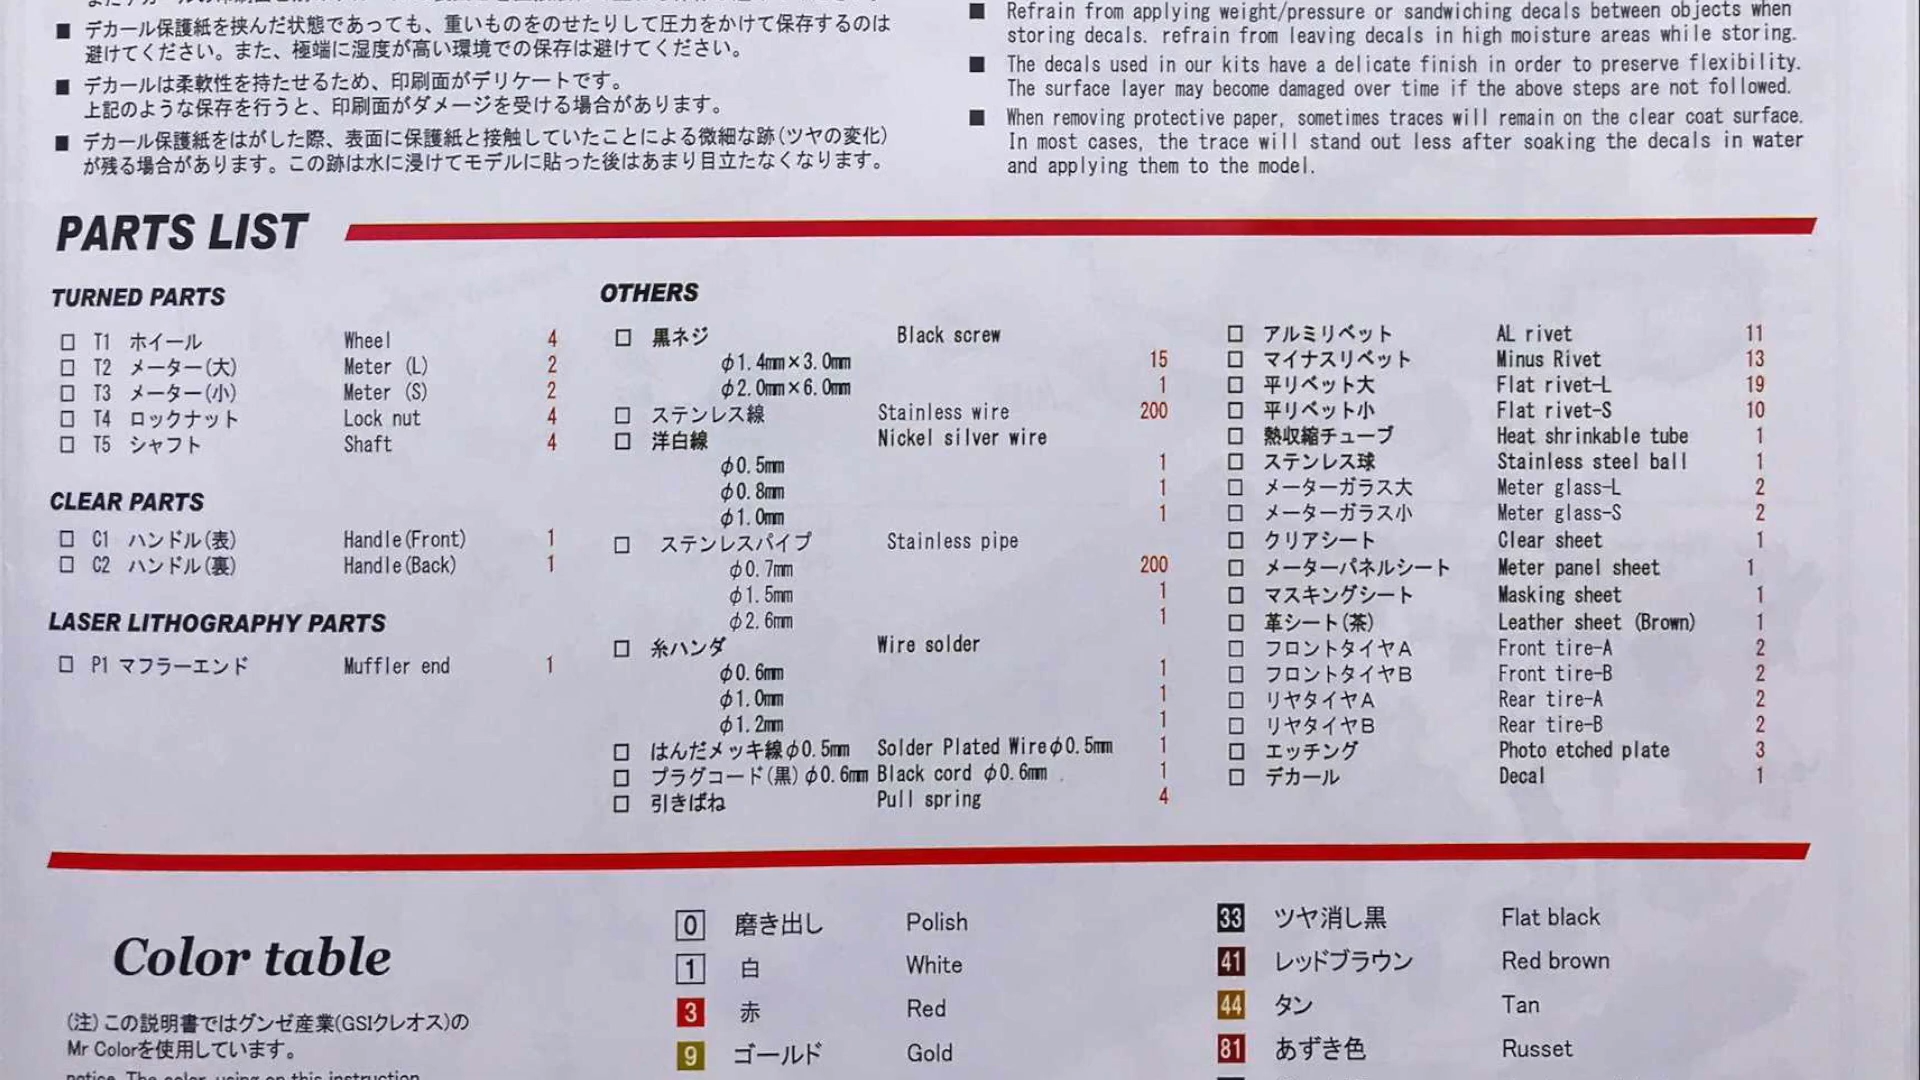 ■ デカール保護紙を挟んだ状態であっても、重いものをのせたりして圧力をかけて保存するのは
避けてください。また、極端に湿度が高い環境での保存は避けてください。
■ デカールは柔軟性を持たせるため、印刷面がデリケートです。
上記のような保存を行うと、印刷面がダメージを受ける場合があります。
■ デカール保護紙をはがした際、表面に保護紙と接触していたことによる微細な跡(ツヤの変化)
が残る場合があります。この跡は水に浸けてモデルに貼った後はあまり目立たなくなります。
■ Refrain from applying weight/pressure or sandwiching decals between objects when
storing decals. refrain from leaving decals in high moisture areas while storing.
■ The decals used in our kits have a delicate finish in order to preserve flexibility.
The surface layer may become damaged over time if the above steps are not followed.
■ When removing protective paper, sometimes traces will remain on the clear coat surface.
In most cases, the trace will stand out less after soaking the decals in water
and applying them to the model.
PARTS LIST
TURNED PARTS
□ T1 ホイール Wheel 4
□ T2 メーター(大) Meter (L) 2
□ T3 メーター(小) Meter (S) 2
□ T4 ロックナット Lock nut 4
□ T5 シャフト Shaft 4
CLEAR PARTS
□ C1 ハンドル(表) Handle(Front) 1
□ C2 ハンドル(裏) Handle(Back) 1
LASER LITHOGRAPHY PARTS
□ P1 マフラーエンド Muffler end 1
OTHERS
□ 黒ネジ Black screw
φ1.4mm×3.0mm 15
φ2.0mm×6.0mm 1
□ ステンレス線 Stainless wire 200
□ 洋白線 Nickel silver wire
φ0.5mm 1
φ0.8mm 1
φ1.0mm 1
□ ステンレスパイプ Stainless pipe
φ0.7mm 200
φ1.5mm 1
φ2.6mm 1
□ 糸ハンダ Wire solder
φ0.6mm 1
φ1.0mm 1
φ1.2mm 1
□ はんだメッキ線φ0.5mm Solder Plated Wireφ0.5mm 1
□ プラグコード(黒)φ0.6mm Black cord φ0.6mm 1
□ 引きばね Pull spring 4
□ アルミリベット AL rivet 11
□ マイナスリベット Minus Rivet 13
□ 平リベット大 Flat rivet-L 19
□ 平リベット小 Flat rivet-S 10
□ 熱収縮チューブ Heat shrinkable tube 1
□ ステンレス球 Stainless steel ball 1
□ メーターガラス大 Meter glass-L 2
□ メーターガラス小 Meter glass-S 2
□ クリアシート Clear sheet 1
□ メーターパネルシート Meter panel sheet 1
□ マスキングシート Masking sheet 1
□ 革シート(茶) Leather sheet (Brown) 1
□ フロントタイヤA Front tire-A 2
□ フロントタイヤB Front tire-B 2
□ リヤタイヤA Rear tire-A 2
□ リヤタイヤB Rear tire-B 2
□ エッチング Photo etched plate 3
□ デカール Decal 1
Color table
(注)この説明書ではグンゼ産業(GSIクレオス)の
Mr Colorを使用しています。
notice. The color using on this instruction
0 磨き出し Polish
1 白 White
3 赤 Red
9 ゴールド Gold
33 ツヤ消し黒 Flat black
41 レッドブラウン Red brown
44 タン Tan
81 あずき色 Russet